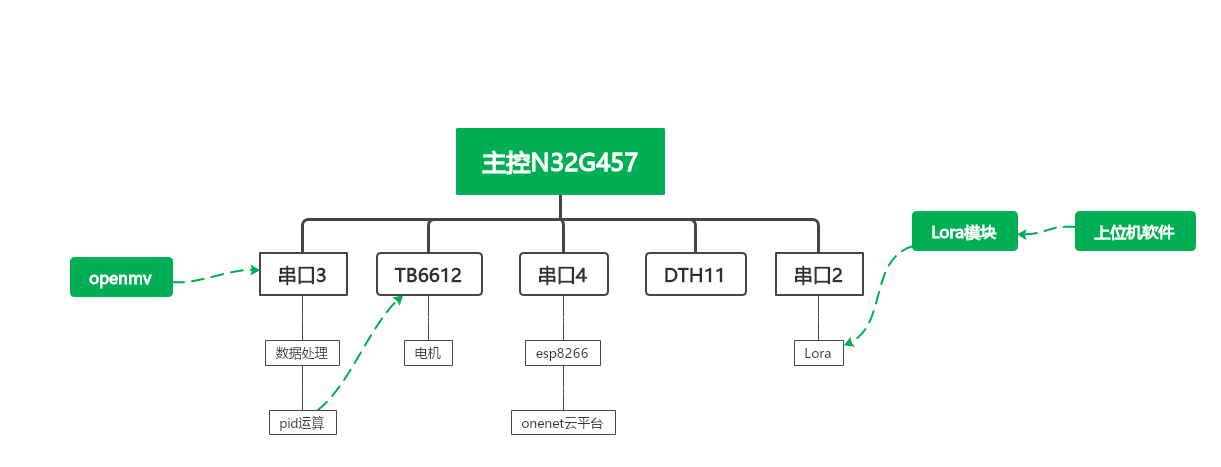 主控N32G457
Lora模块
上位机软件
openmv
串口3
TB6612
串口4
DTH11
串口2
数据处理
电机
esp8266
Lora
pid运算
onenet云平台